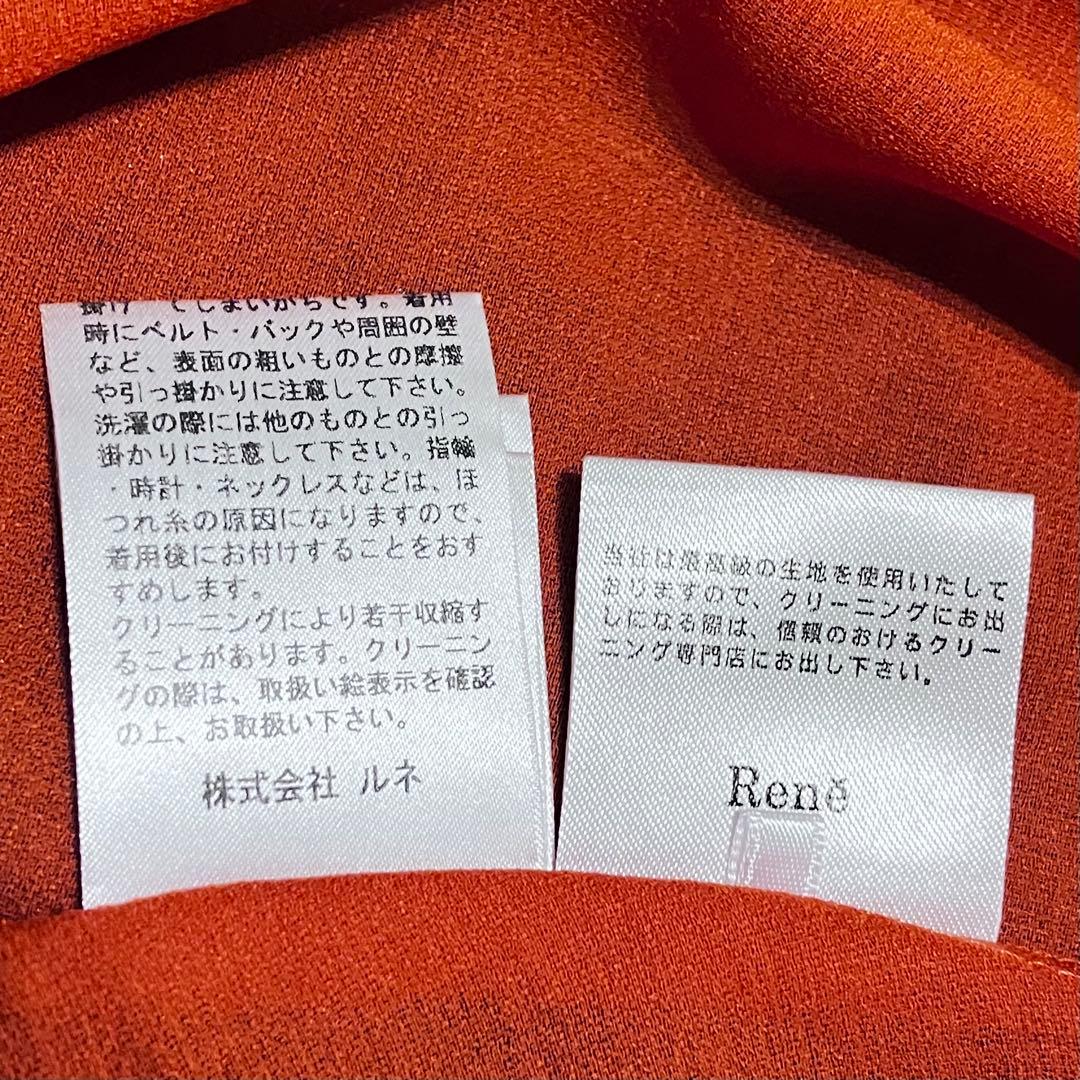 てしまいがちです。着用
時にベルト・バックや周囲の壁
など、表面の粗いものとの摩擦
や引っ掛かりに注意して下さい。
洗濯の際には他のものとの引っ
掛かりに注意して下さい。指輪
・時計・ネックレスなどは、ほ
つれ糸の原因になりますので、
着用後にお付けすることをおす
すめします。
クリーニングにより若干収縮す
ることがあります。クリーニン
グの際は、取扱い絵表示を確認
の上、お取扱い下さい。
株式会社 ルネ
当社は最高級の生地を使用いたして
おりますので、クリーニングにお出
しになる際は、信頼のおけるクリー
ニング専門店にお出し下さい。
René